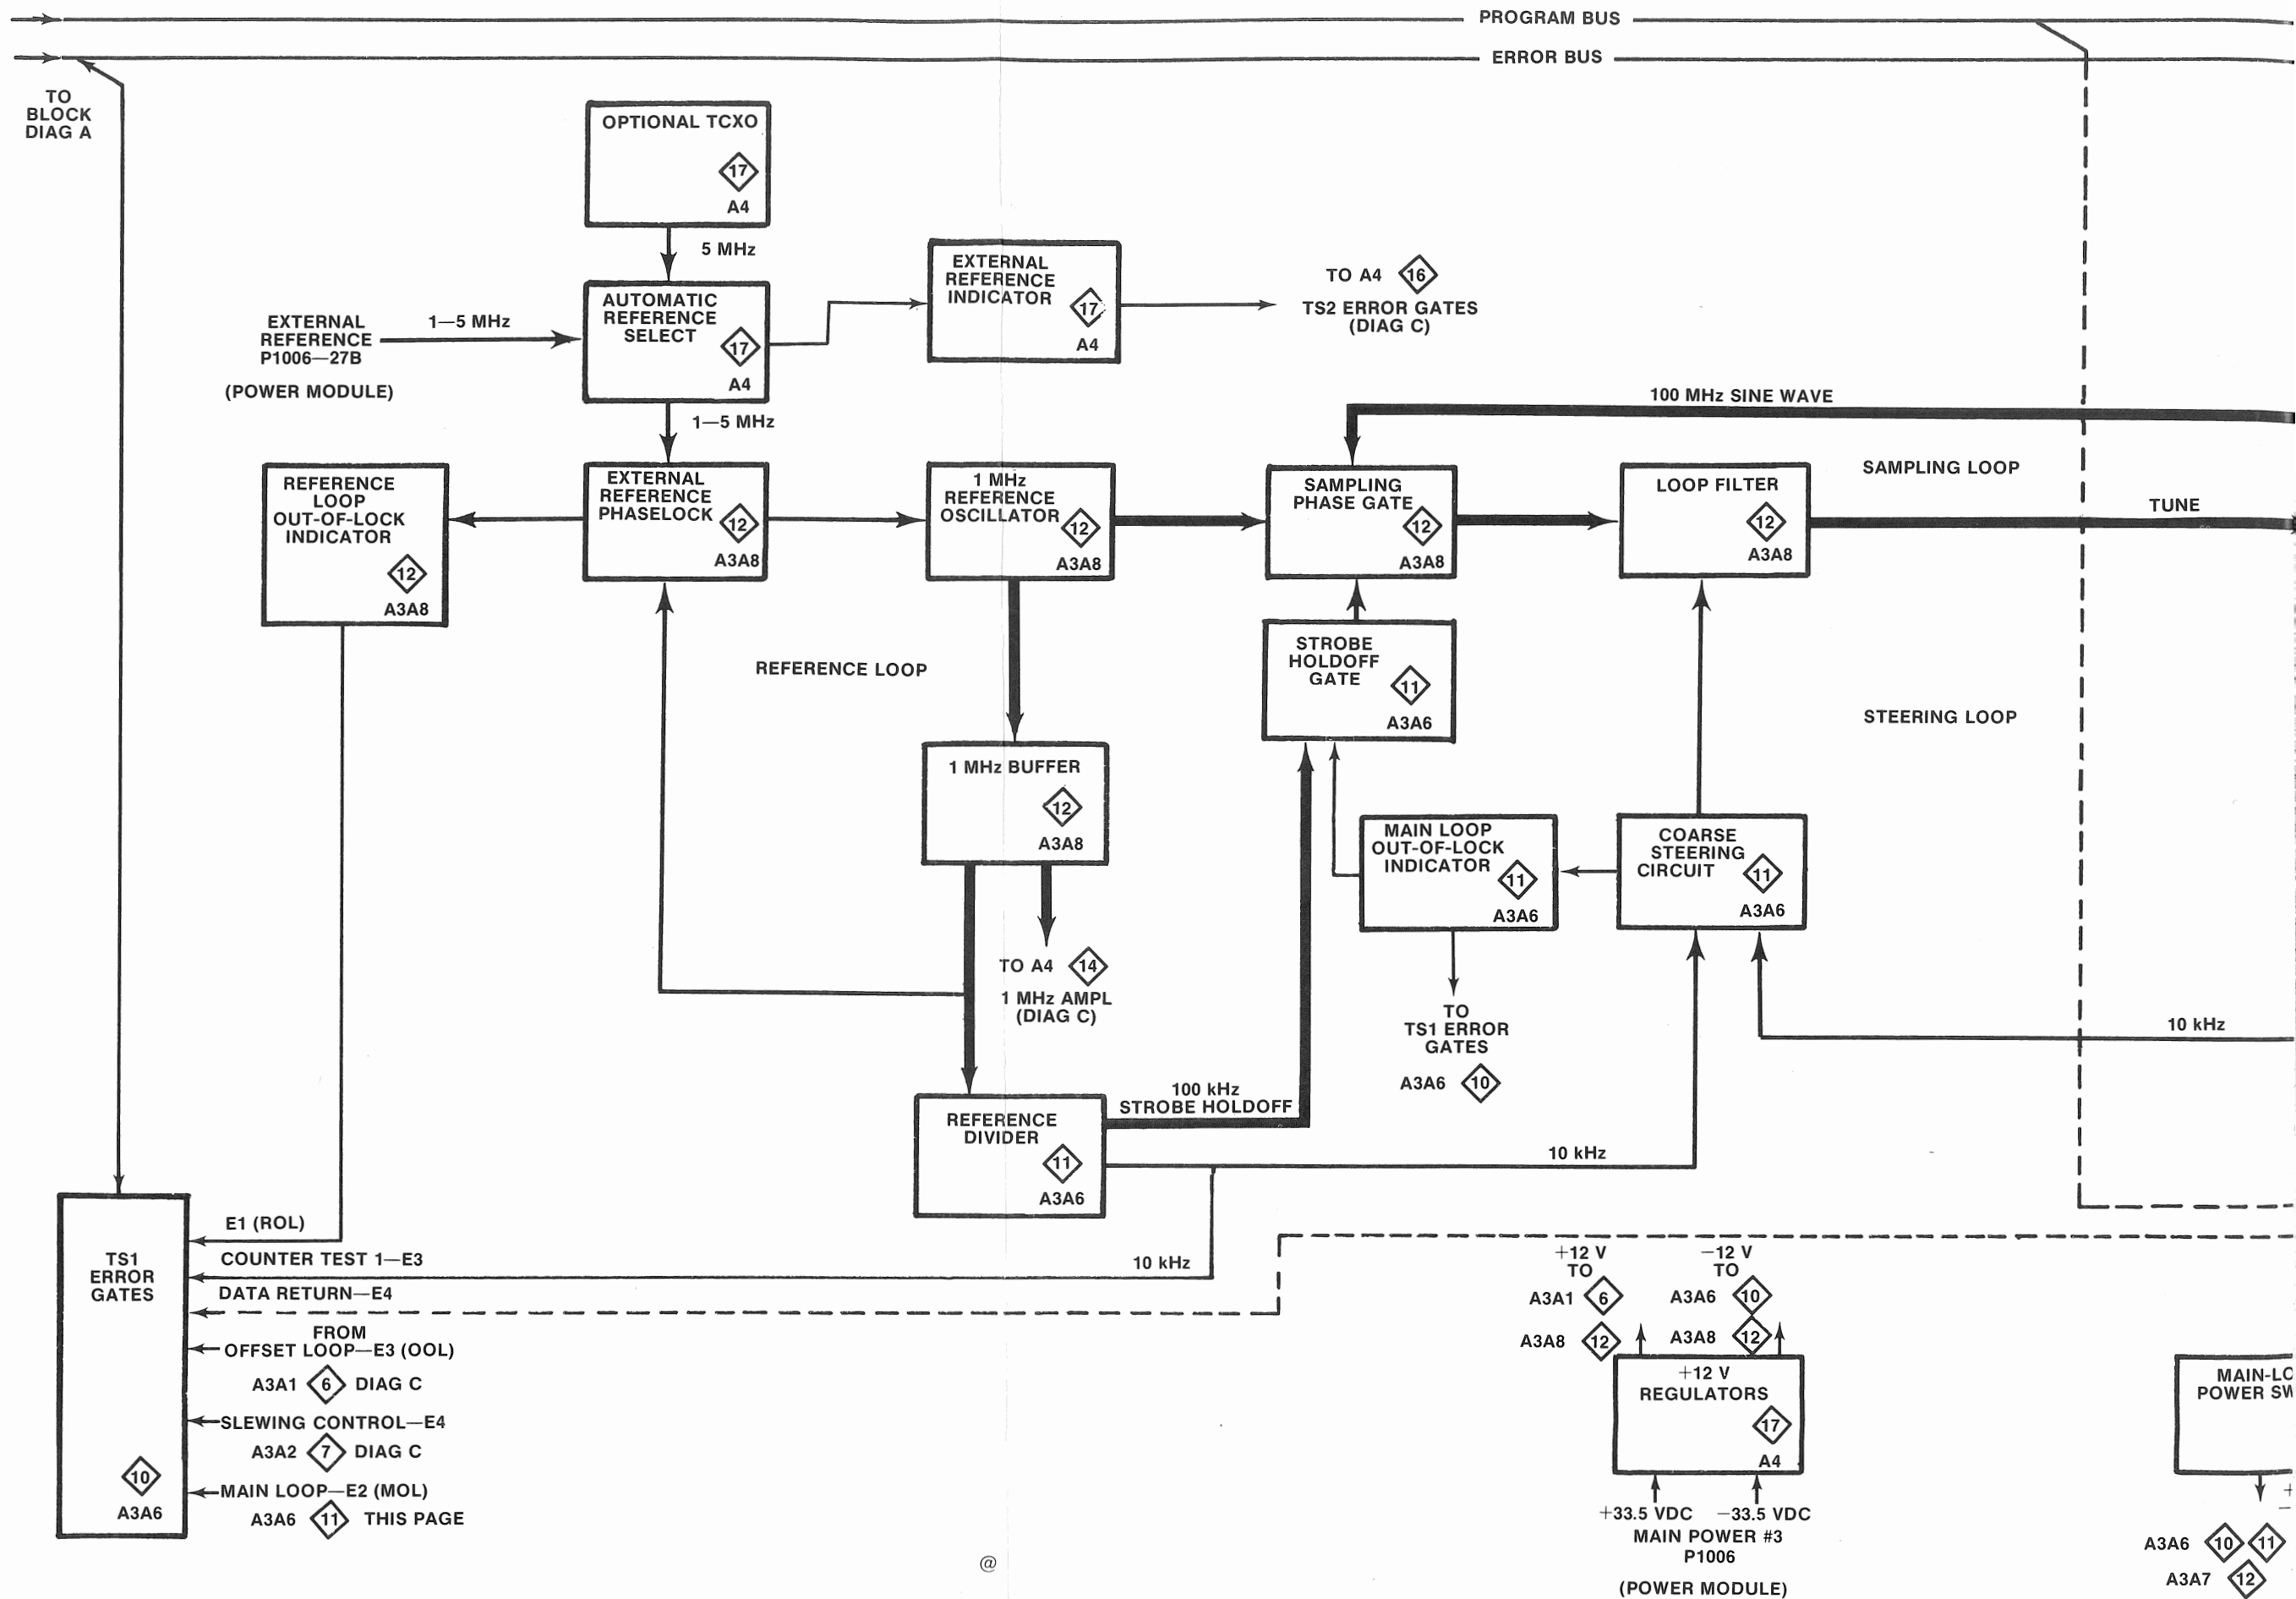 PROGRAM BUS
ERROR BUS
TO
BLOCK
DIAG A
OPTIONAL TCXO
17
A4
5 MHz
EXTERNAL
REFERENCE
P1006—27B
(POWER MODULE)
1—5 MHz
AUTOMATIC
REFERENCE
SELECT
17
A4
EXTERNAL
REFERENCE
INDICATOR
17
A4
TO A4 16
TS2 ERROR GATES
(DIAG C)
1—5 MHz
100 MHz SINE WAVE
REFERENCE
LOOP
OUT-OF-LOCK
INDICATOR
12
A3A8
EXTERNAL
REFERENCE
PHASELOCK
12
A3A8
1 MHz
REFERENCE
OSCILLATOR
12
A3A8
SAMPLING
PHASE GATE
12
A3A8
LOOP FILTER
12
A3A8
SAMPLING LOOP
TUNE
REFERENCE LOOP
STROBE
HOLDOFF
GATE
11
A3A6
STEERING LOOP
1 MHz BUFFER
12
A3A8
MAIN LOOP
OUT-OF-LOCK
INDICATOR
11
A3A6
COARSE
STEERING
CIRCUIT
11
A3A6
TO A4 14
1 MHz AMPL
(DIAG C)
TO
TS1 ERROR
GATES
A3A6 10
10 kHz
REFERENCE
DIVIDER
11
A3A6
100 kHz
STROBE HOLDOFF
10 kHz
TS1
ERROR
GATES
10
A3A6
E1 (ROL)
COUNTER TEST 1—E3
10 kHz
DATA RETURN—E4
FROM
OFFSET LOOP—E3 (OOL)
A3A1 6 DIAG C
SLEWING CONTROL—E4
A3A2 7 DIAG C
MAIN LOOP—E2 (MOL)
A3A6 11 THIS PAGE
+12 V
TO
A3A1 6
A3A8 12
−12 V
TO
A3A6 10
A3A8 12
+12 V
REGULATORS
17
A4
+33.5 VDC −33.5 VDC
MAIN POWER #3
P1006
(POWER MODULE)
MAIN-LO
POWER SW
+
−
A3A6 10 11
A3A7 12
@